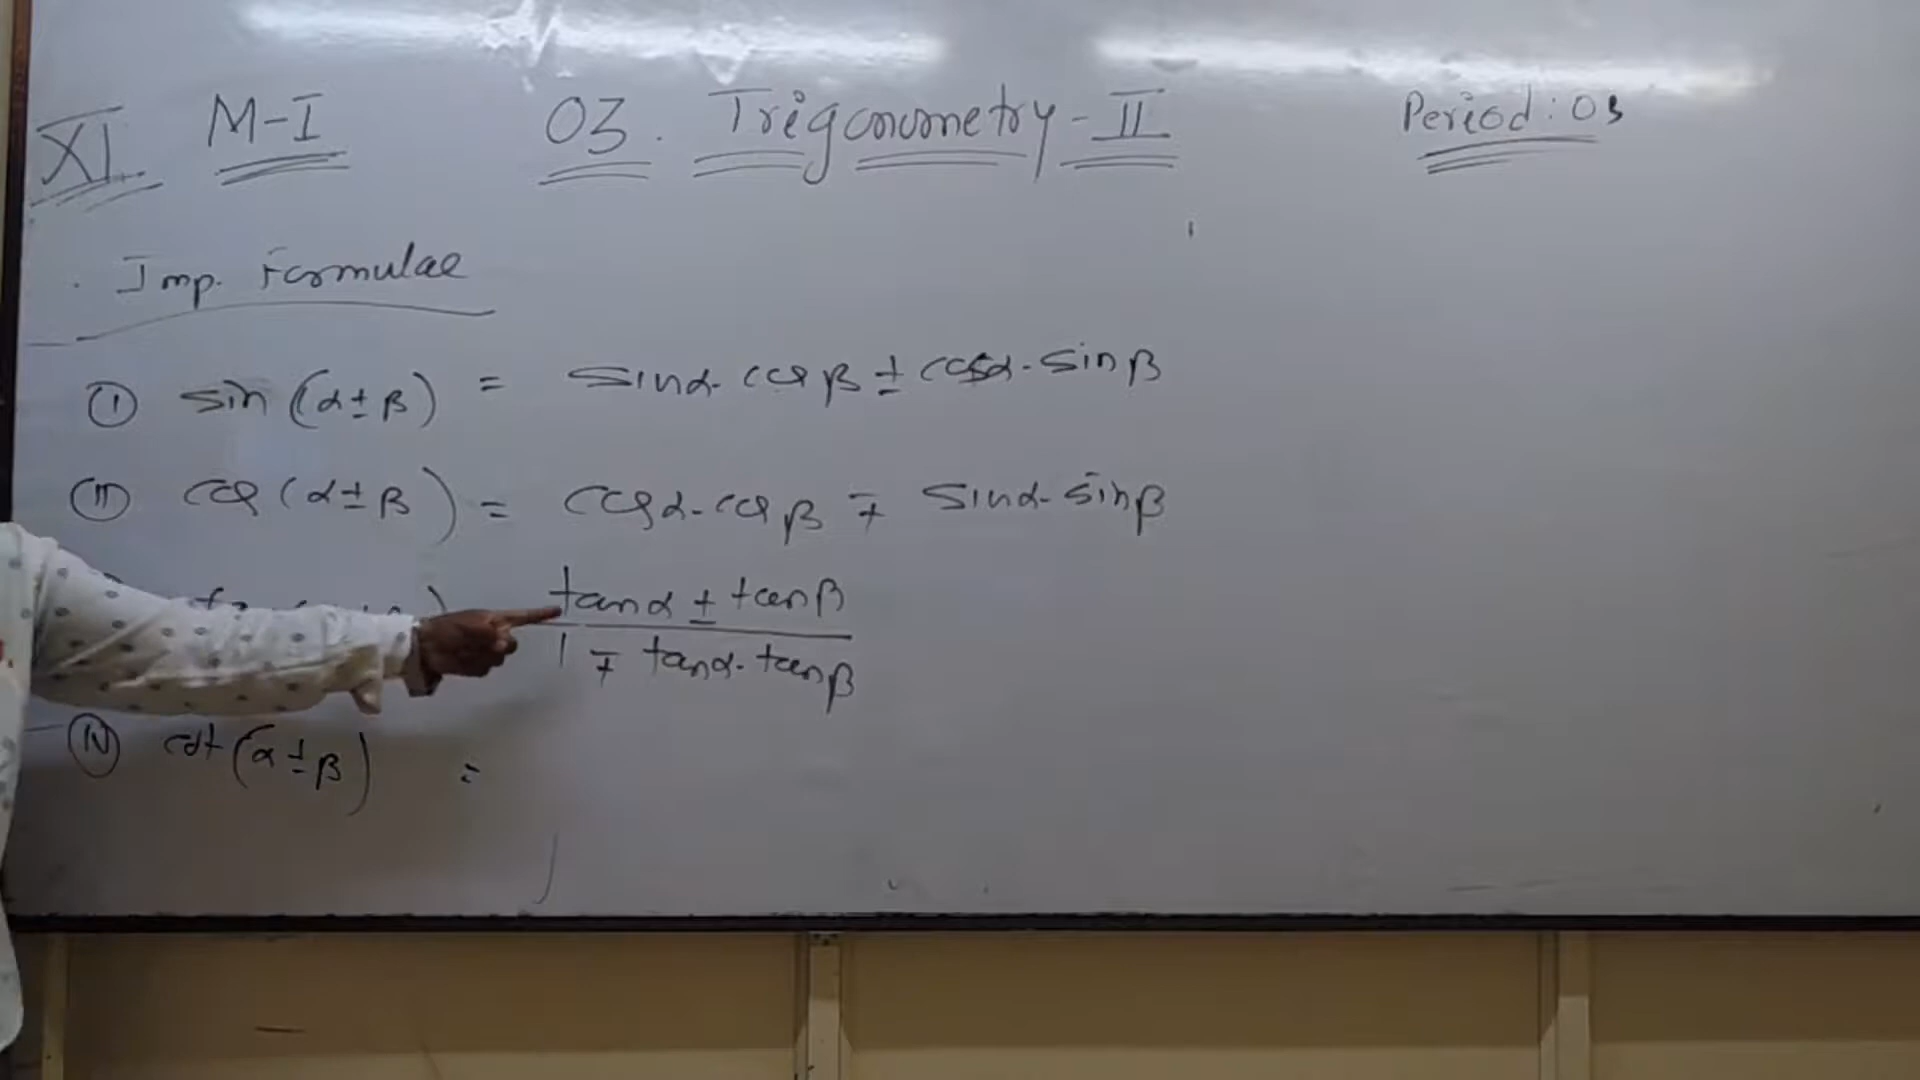 XI M-I 03. Trigonometry-II Period: 03
Imp. Formulae
(I) sin (α±β) = sinα. cosβ ± cosα. sinβ
(II) cos (α±β) = cosα. cosβ ∓ sinα. sinβ
tanα ± tanβ
1 ∓ tanα. tanβ
(IV) cot (α±β) =